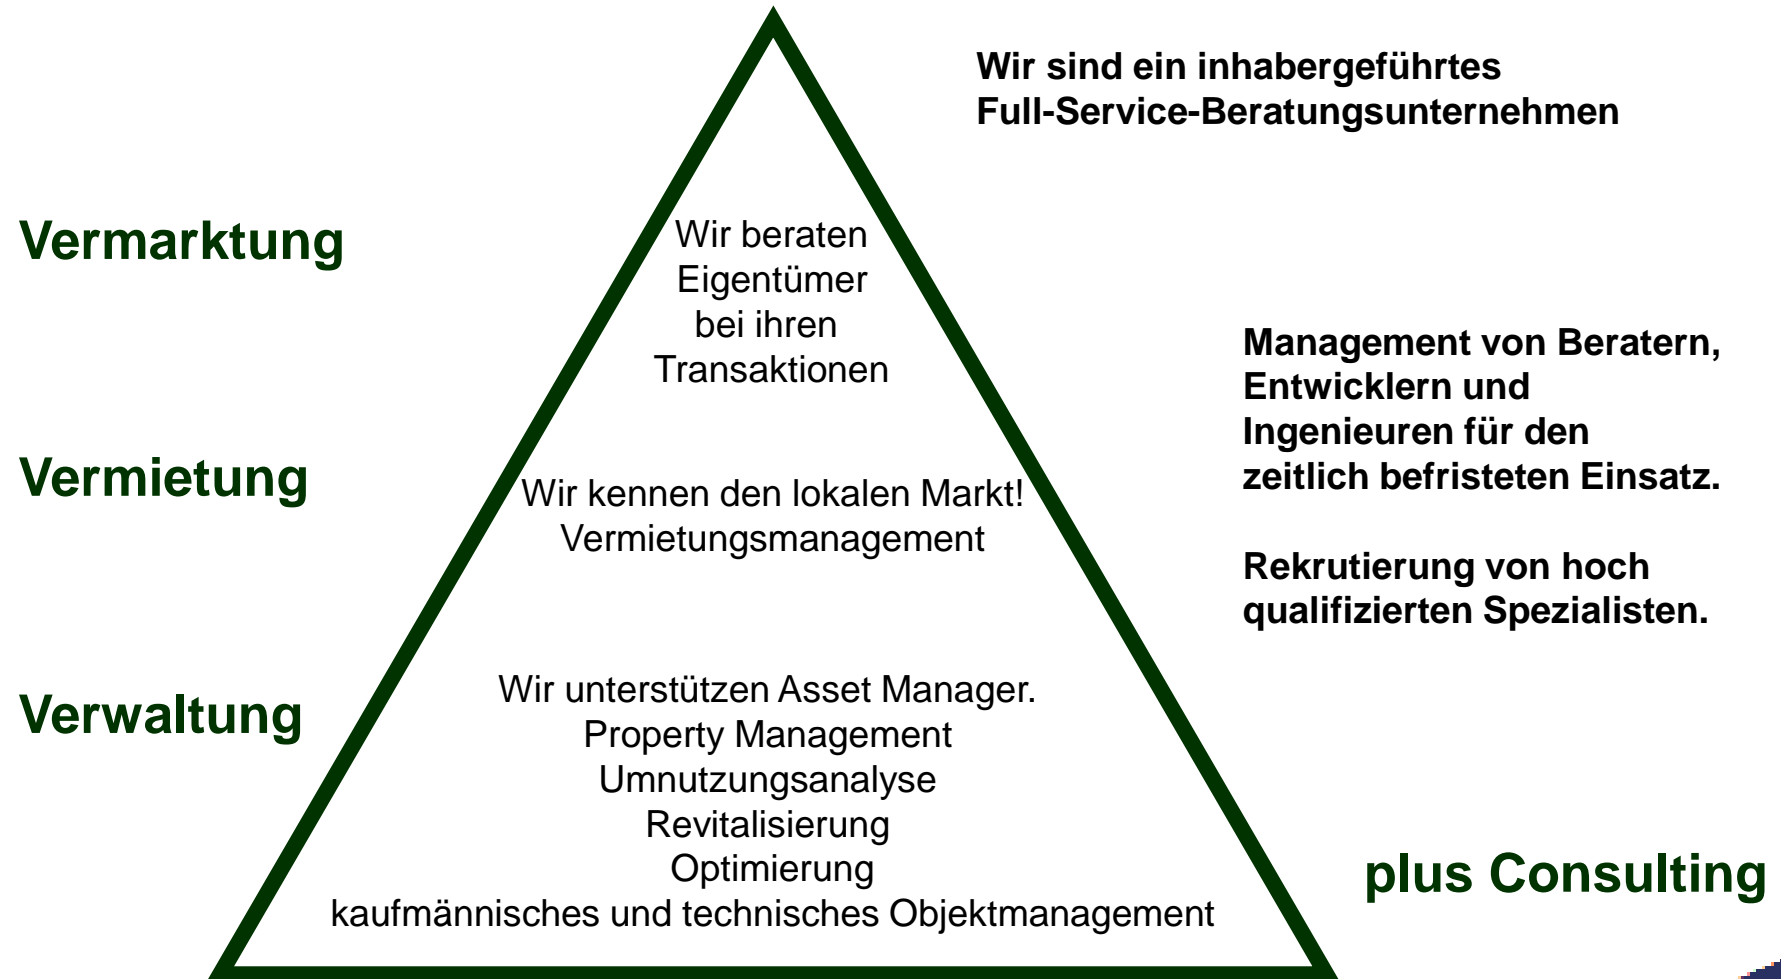 Wir sind ein inhabergeführtes
Full-Service-Beratungsunternehmen
Vermarktung
Wir beraten
Eigentümer
bei ihren
Transaktionen
Management von Beratern,
Entwicklern und
Ingenieuren für den
zeitlich befristeten Einsatz.
Vermietung
Wir kennen den lokalen Markt!
Vermietungsmanagement
Rekrutierung von hoch
qualifizierten Spezialisten.
Verwaltung
Wir unterstützen Asset Manager.
Property Management
Umnutzungsanalyse
Revitalisierung
Optimierung
kaufmännisches und technisches Objektmanagement
plus Consulting